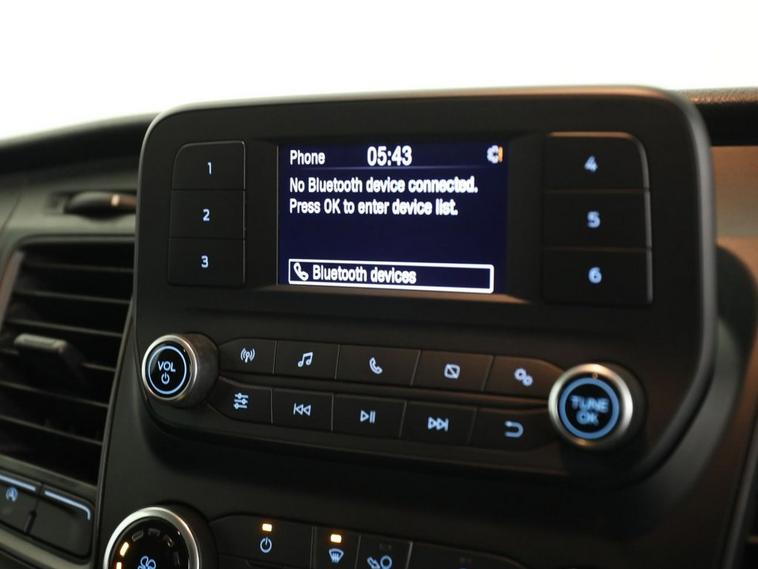 Phone 05:43
No Bluetooth device connected.
Press OK to enter device list.
Bluetooth devices
1
2
3
4
5
6
VOL
TUNE
OK